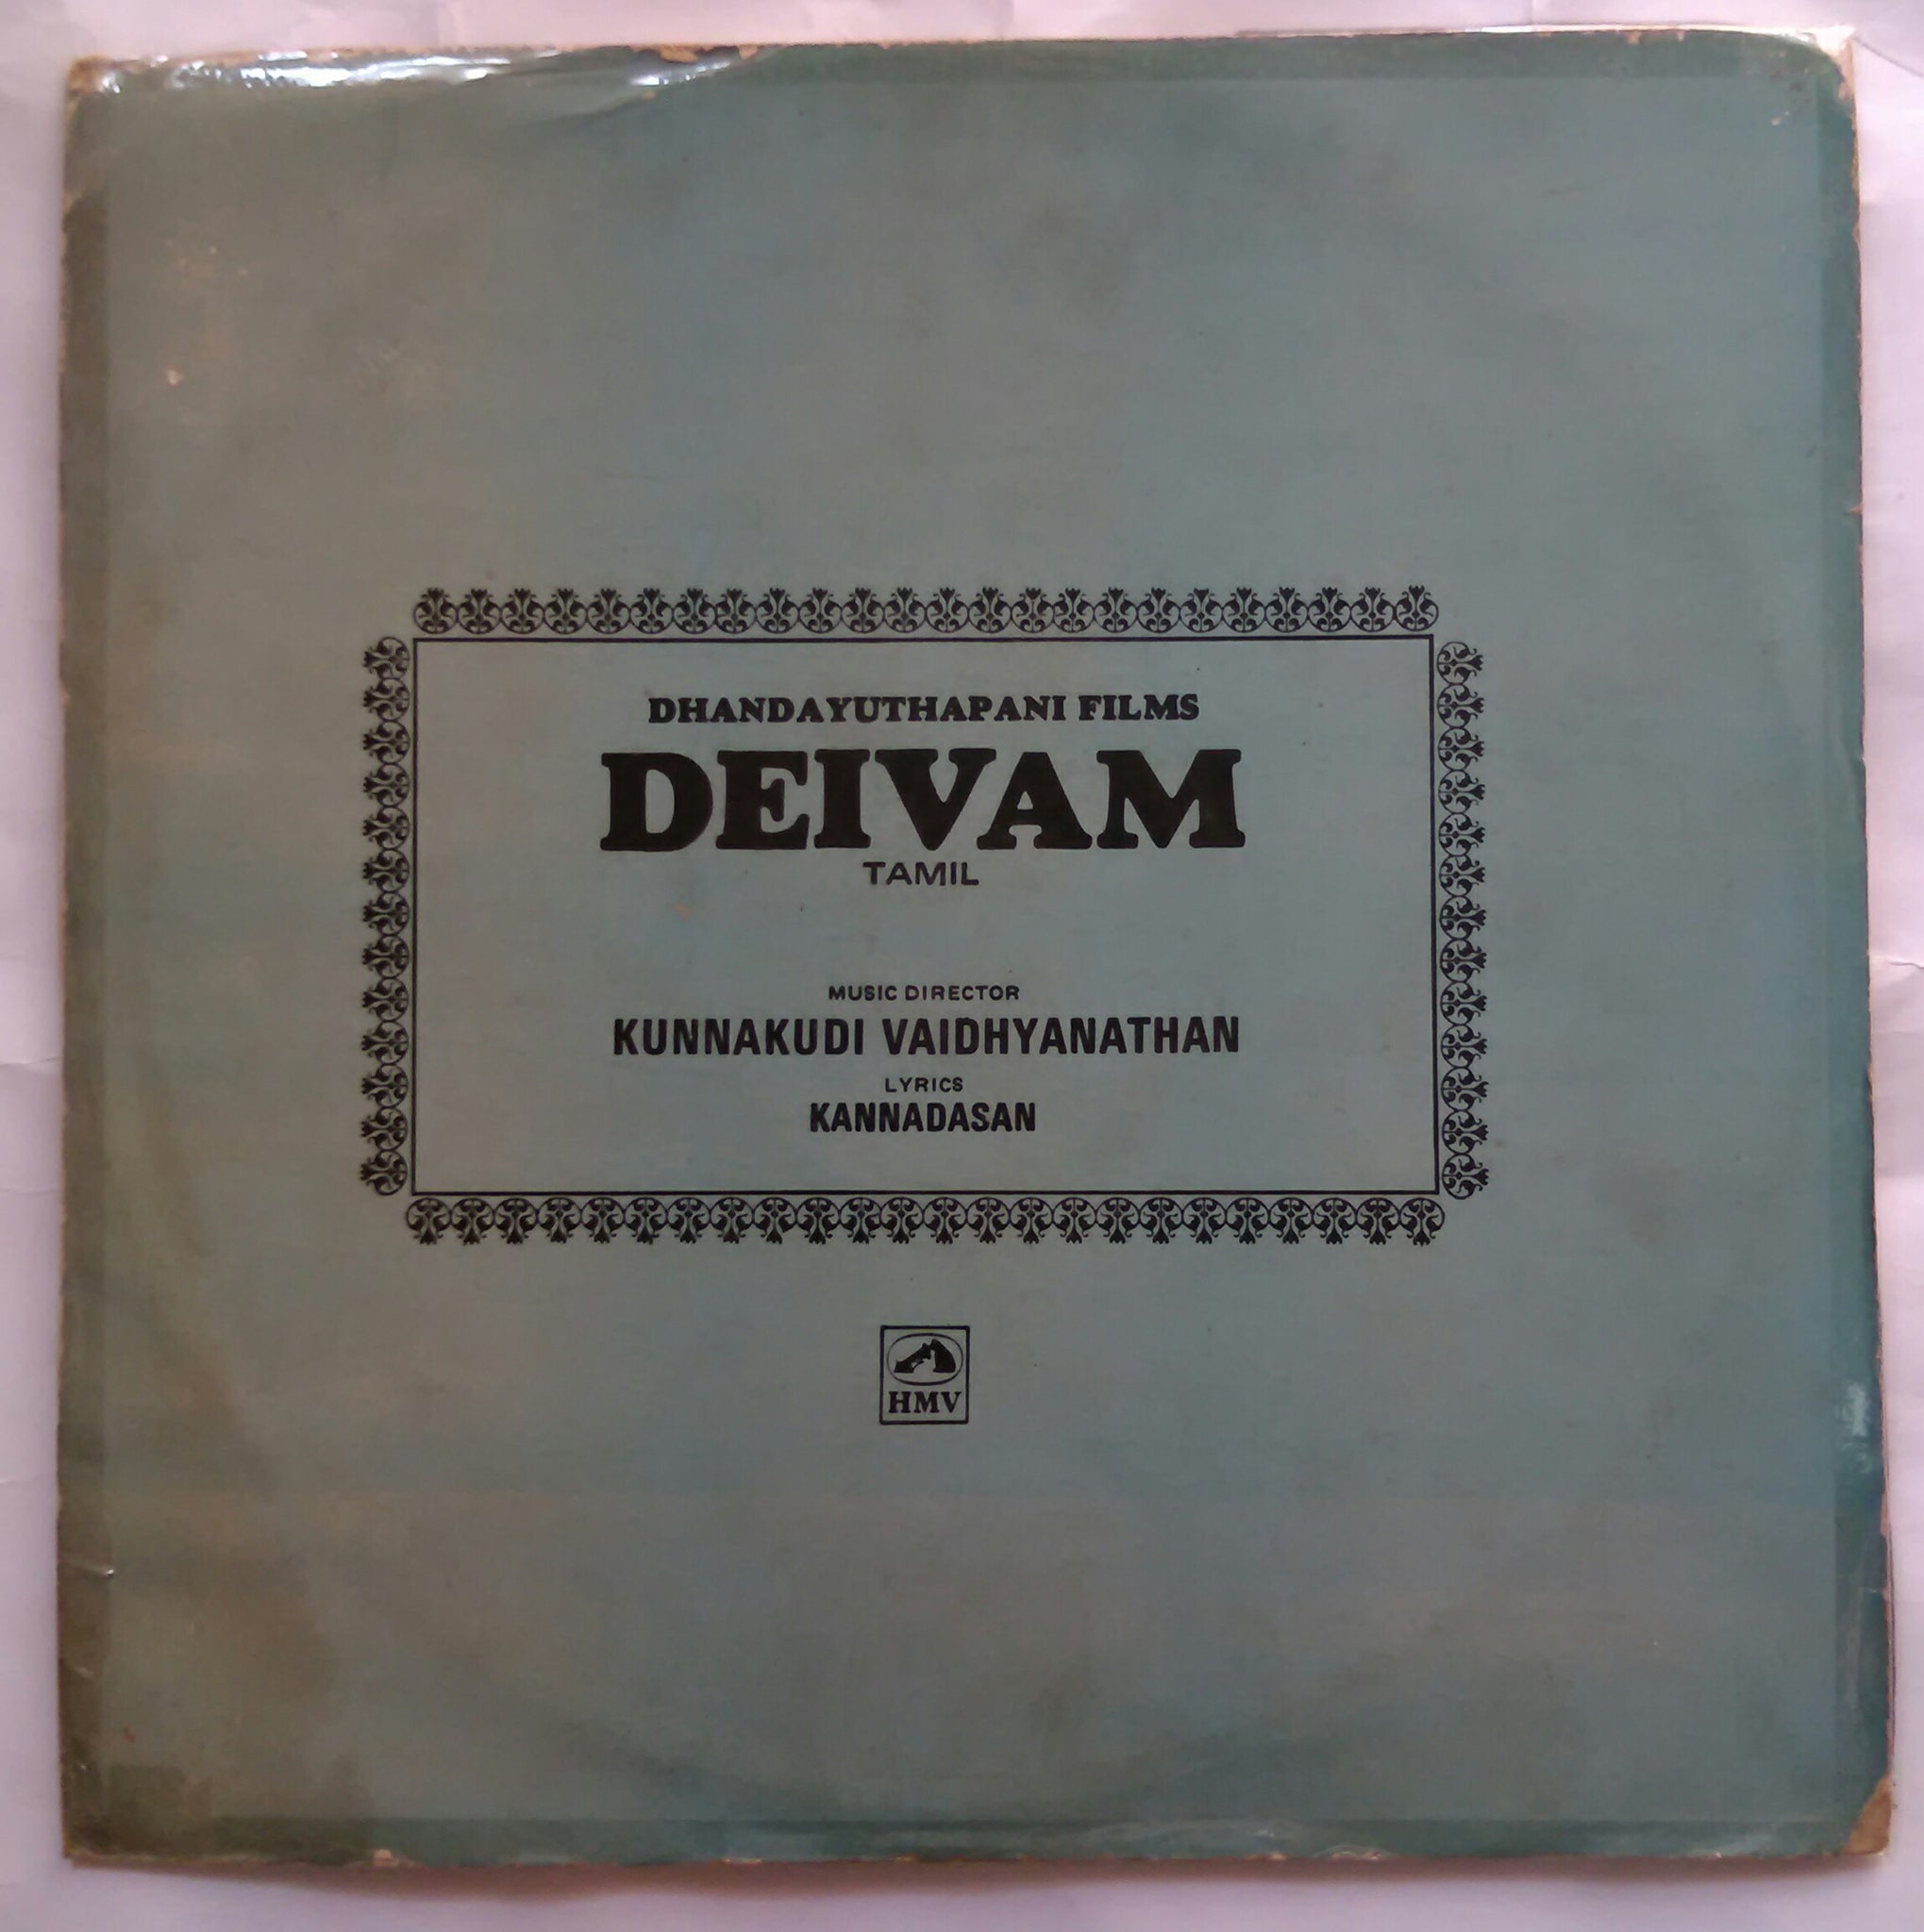 DHANDAYUTHAPANI FILMS
DEIVAM
TAMIL
MUSIC DIRECTOR
KUNNAKUDI VAIDHYANATHAN
LYRICS
KANNADASAN
HMV